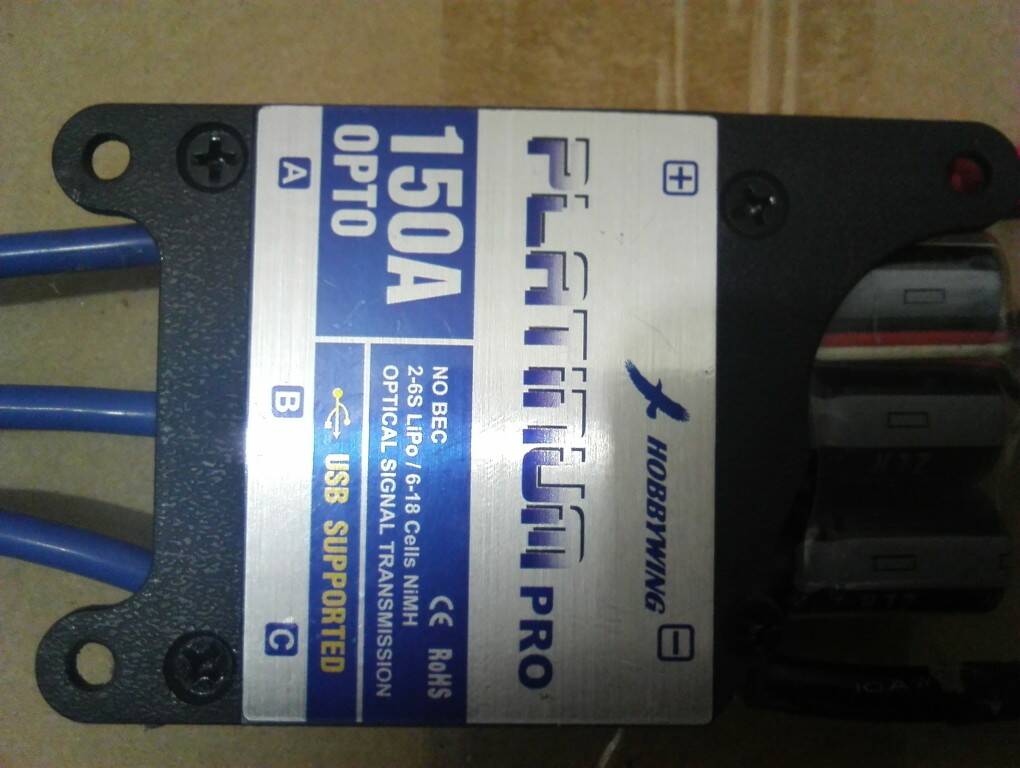 +
HOBBYWING
−
PLATINUM PRO
150A
OPTO
NO BEC
2-6S LiPo / 6-18 Cells NiMH
OPTICAL SIGNAL TRANSMISSION
CE RoHS
USB SUPPORTED
A
B
C